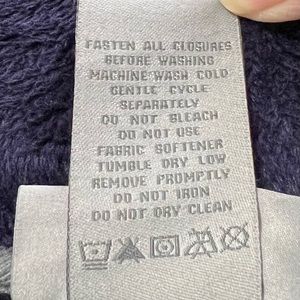 FASTEN ALL CLOSURES
BEFORE WASHING
MACHINE WASH COLD
GENTLE CYCLE
SEPARATELY
DO NOT BLEACH
DO NOT USE
FABRIC SOFTENER
TUMBLE DRY LOW
REMOVE PROMPTLY
DO NOT IRON
DO NOT DRY CLEAN